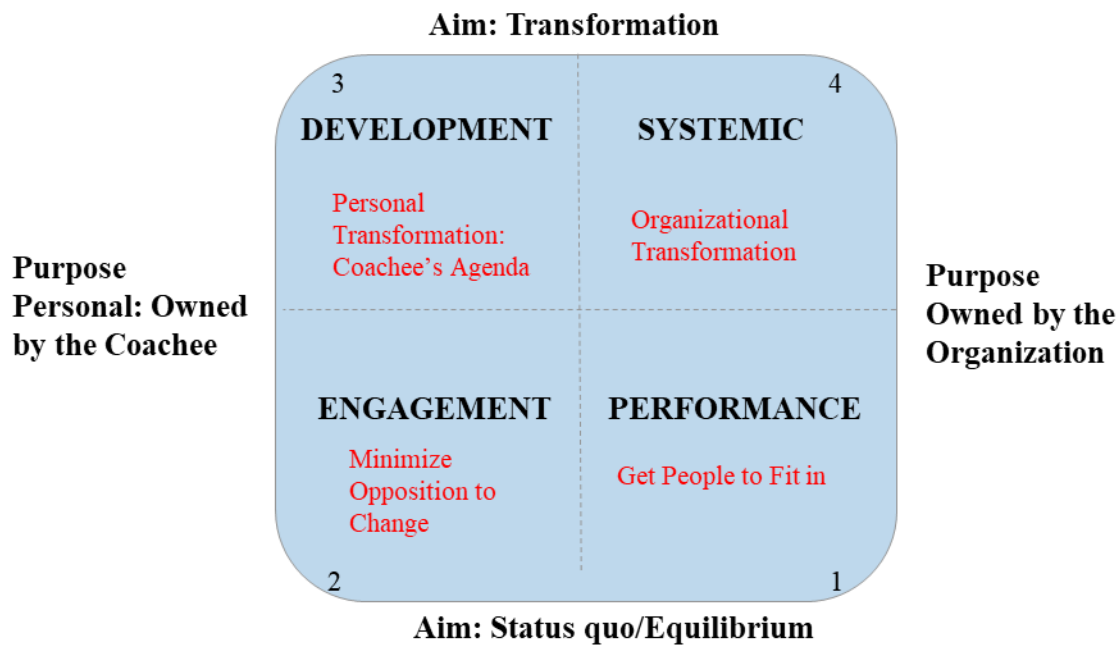 Aim: Transformation
3
4
DEVELOPMENT
SYSTEMIC
Personal
Transformation:
Coachee’s Agenda
Organizational
Transformation
Purpose
Personal: Owned
by the Coachee
Purpose
Owned by the
Organization
ENGAGEMENT
PERFORMANCE
Minimize
Opposition to
Change
Get People to Fit in
2
1
Aim: Status quo/Equilibrium